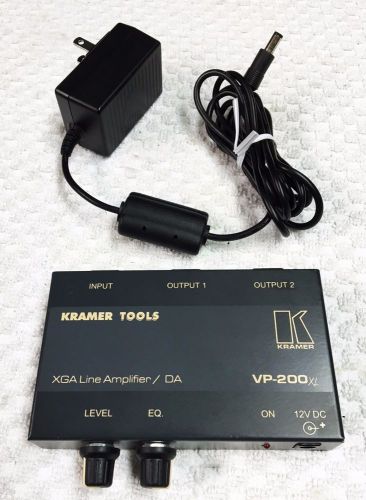 INPUT OUTPUT 1 OUTPUT 2
KRAMER TOOLS
K
KRAMER
XGA Line Amplifier / DA VP-200XL
LEVEL EQ. ON 12V DC
+